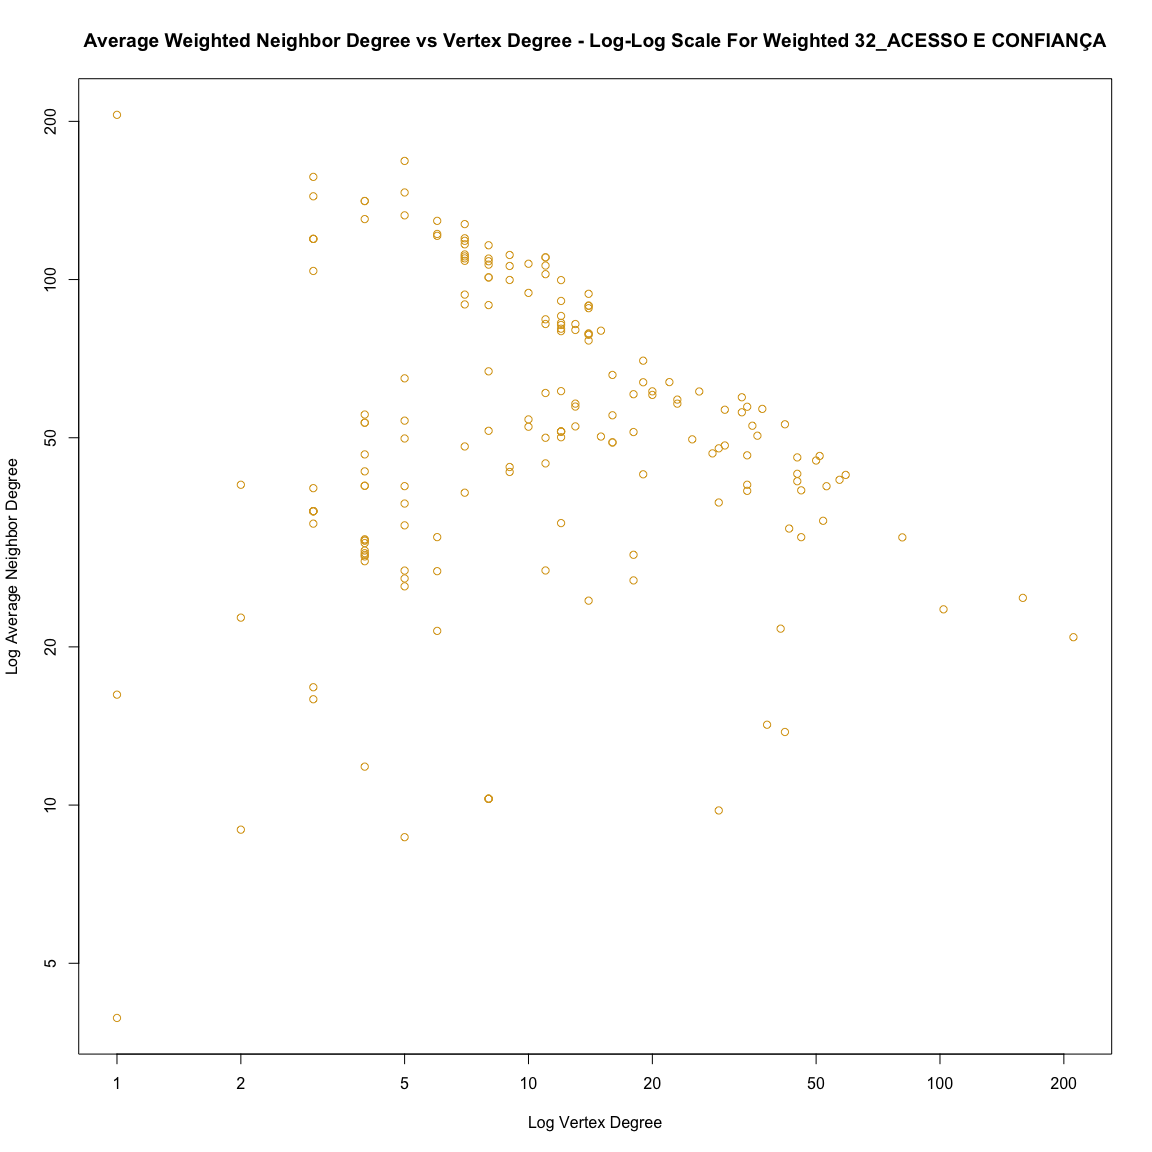 Average Weighted Neighbor Degree vs Vertex Degree - Log-Log Scale For Weighted 32_ACESSO E CONFIANÇA
200
100
50
20
10
5
Log Average Neighbor Degree
1 2 5 10 20 50 100 200
Log Vertex Degree